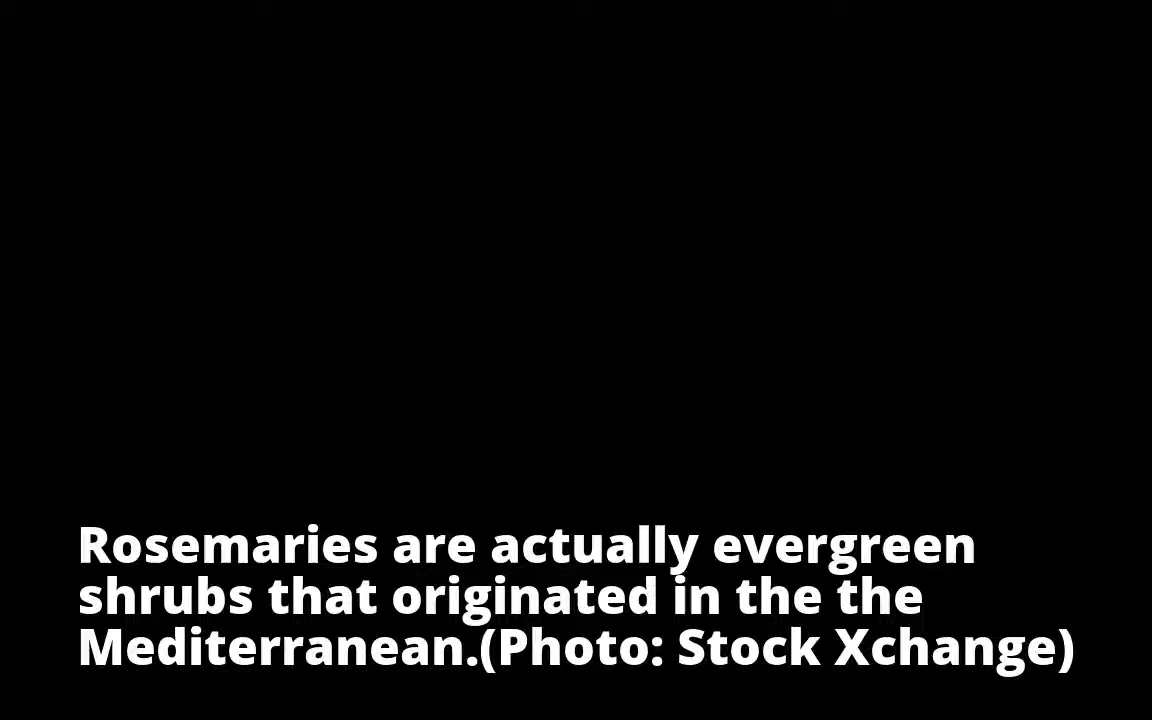 Rosemaries are actually evergreen
shrubs that originated in the the
Mediterranean.(Photo: Stock Xchange)